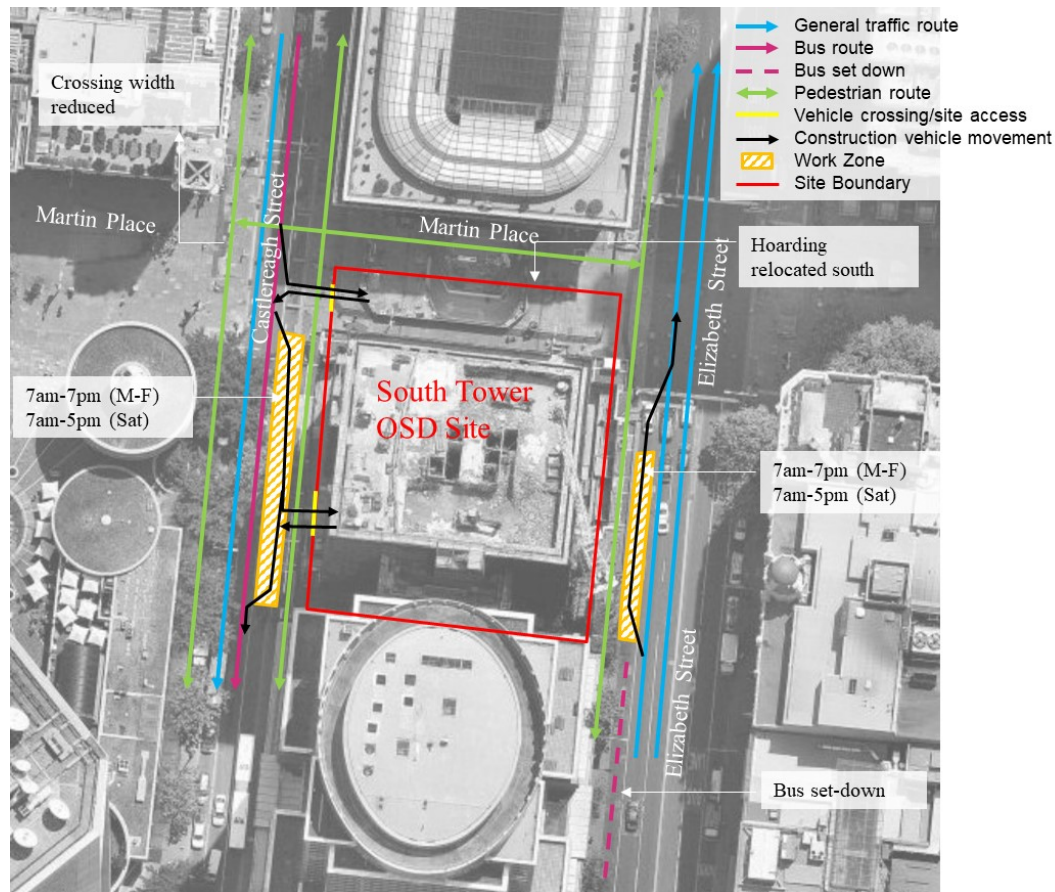 General traffic route
Bus route
Bus set down
Pedestrian route
Vehicle crossing/site access
Construction vehicle movement
Work Zone
Site Boundary
Crossing width
reduced
Martin Place
Castlereagh Street
Martin Place
Hoarding
relocated south
Elizabeth Street
7am-7pm (M-F)
7am-5pm (Sat)
South Tower
OSD Site
7am-7pm (M-F)
7am-5pm (Sat)
Elizabeth Street
Bus set-down